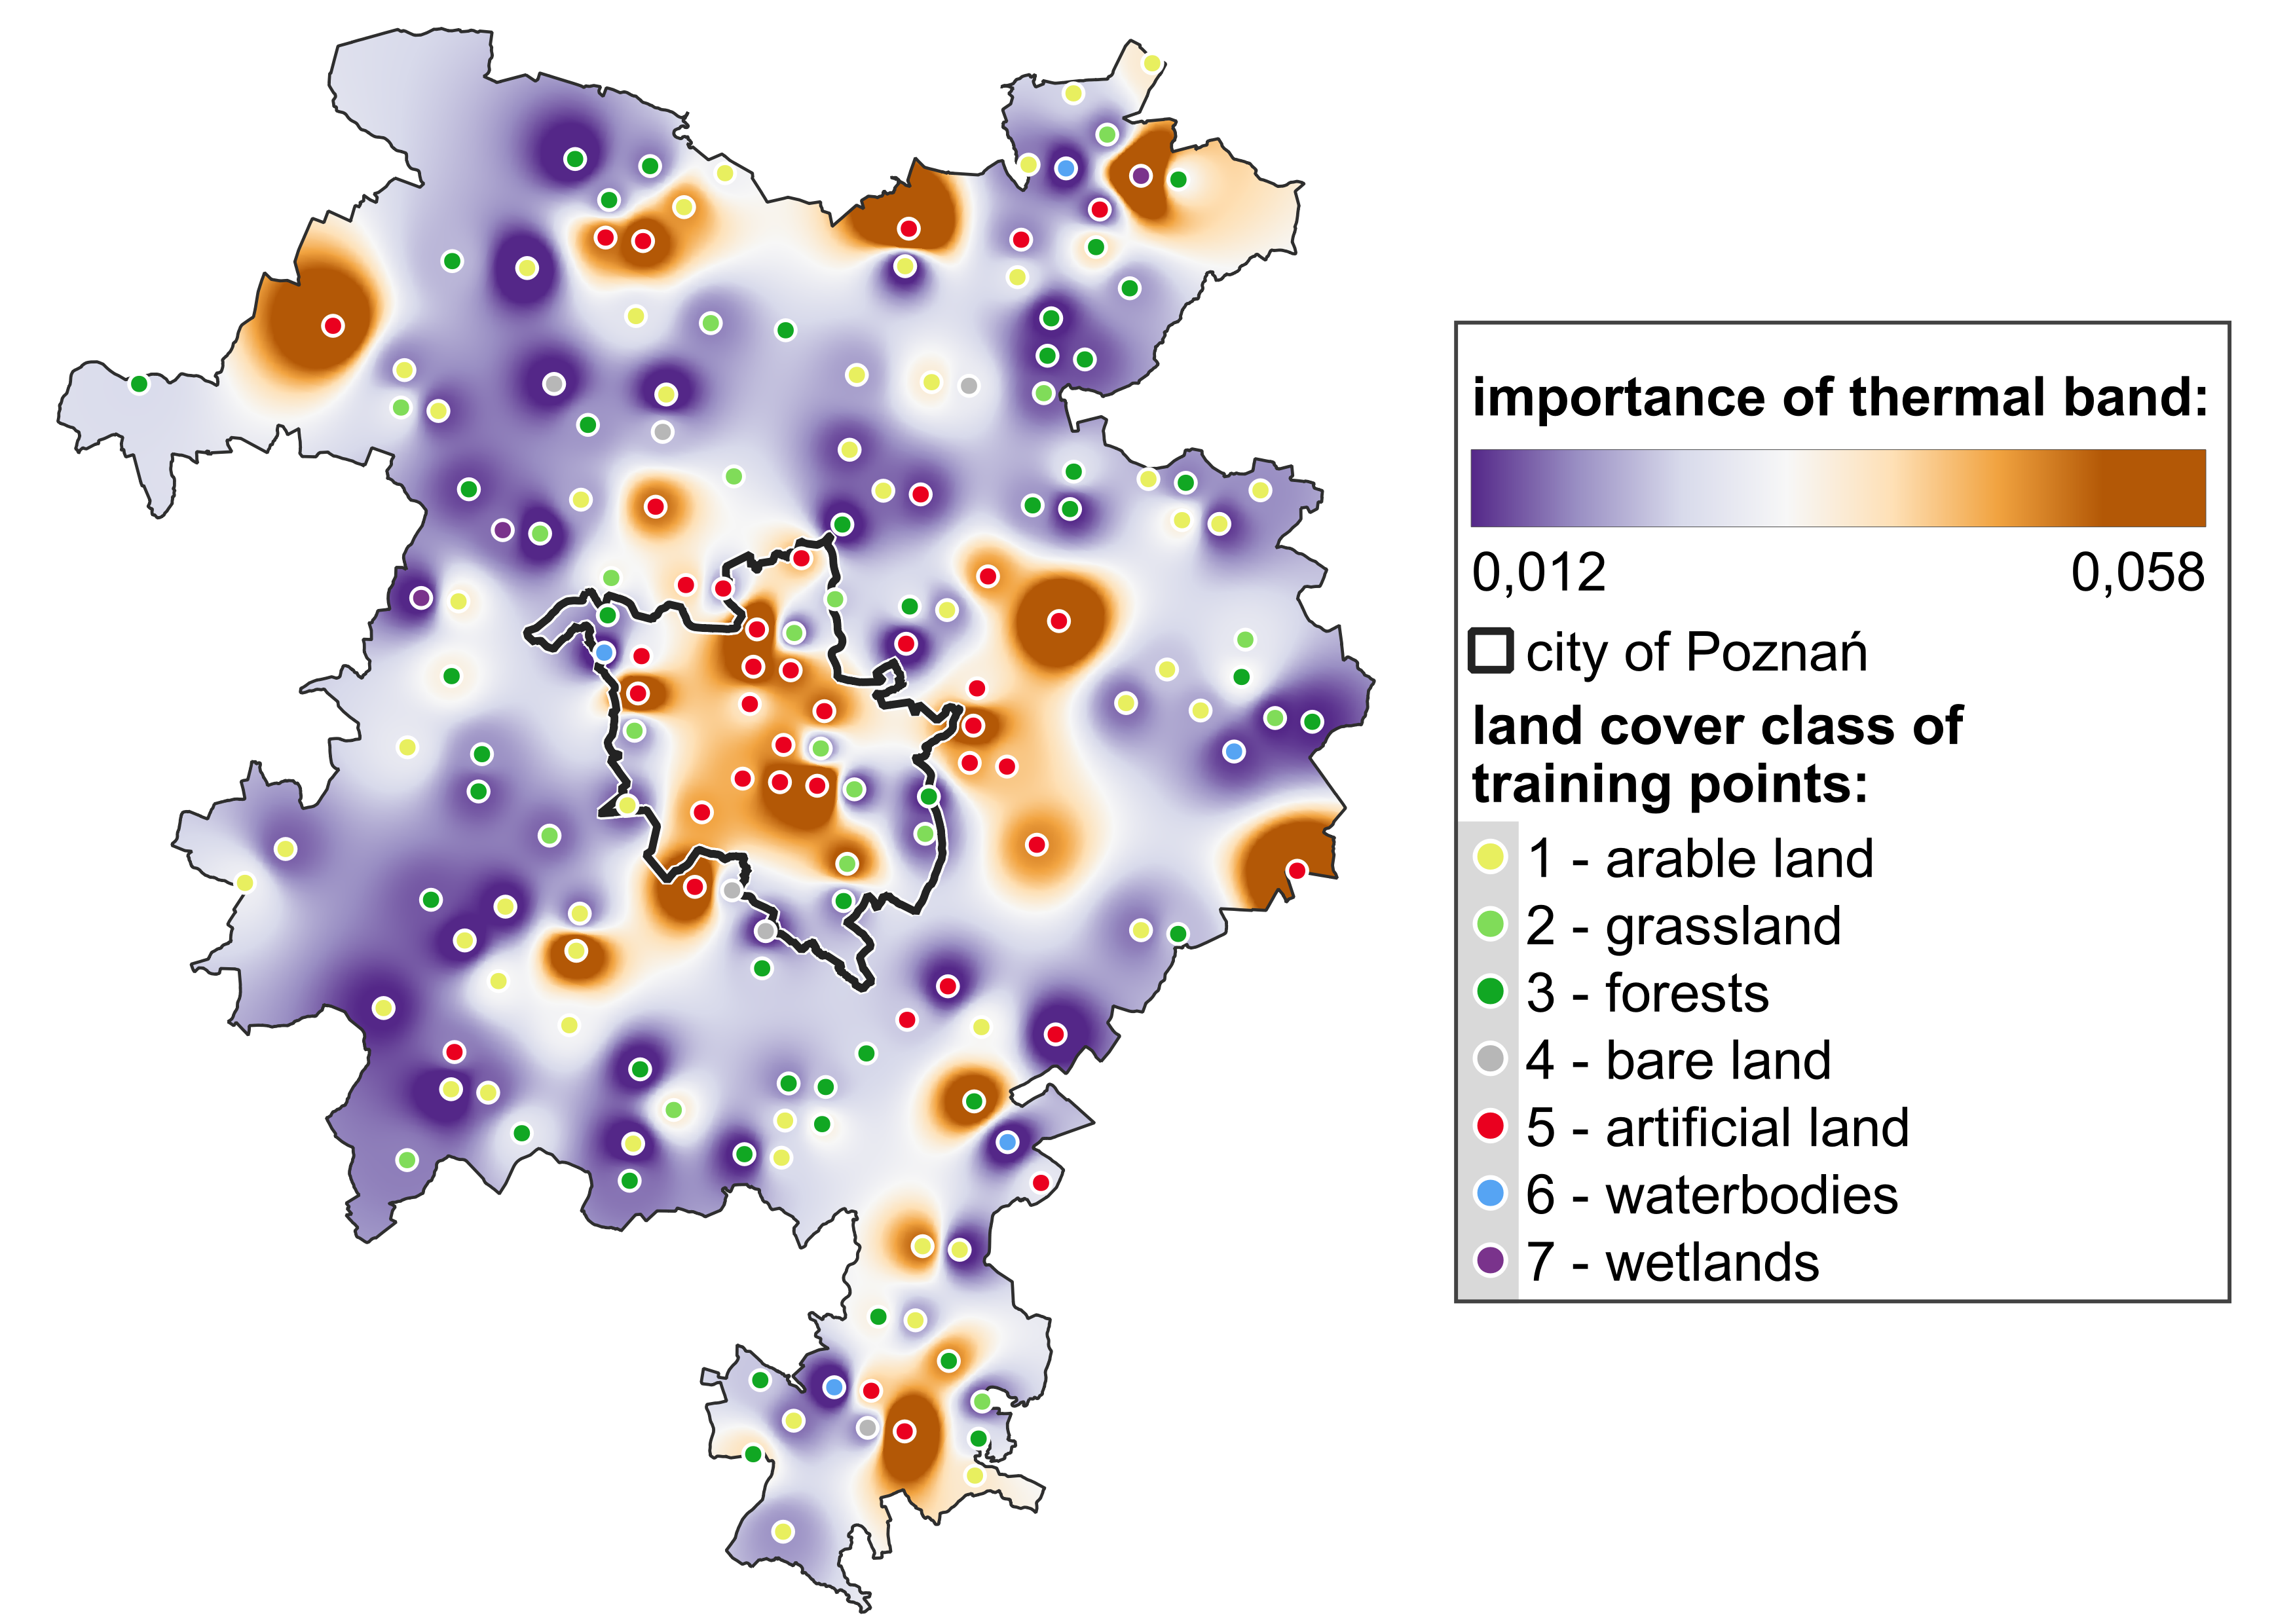 importance of thermal band:
0,012 0,058
city of Poznań
land cover class of
training points:
1 - arable land
2 - grassland
3 - forests
4 - bare land
5 - artificial land
6 - waterbodies
7 - wetlands